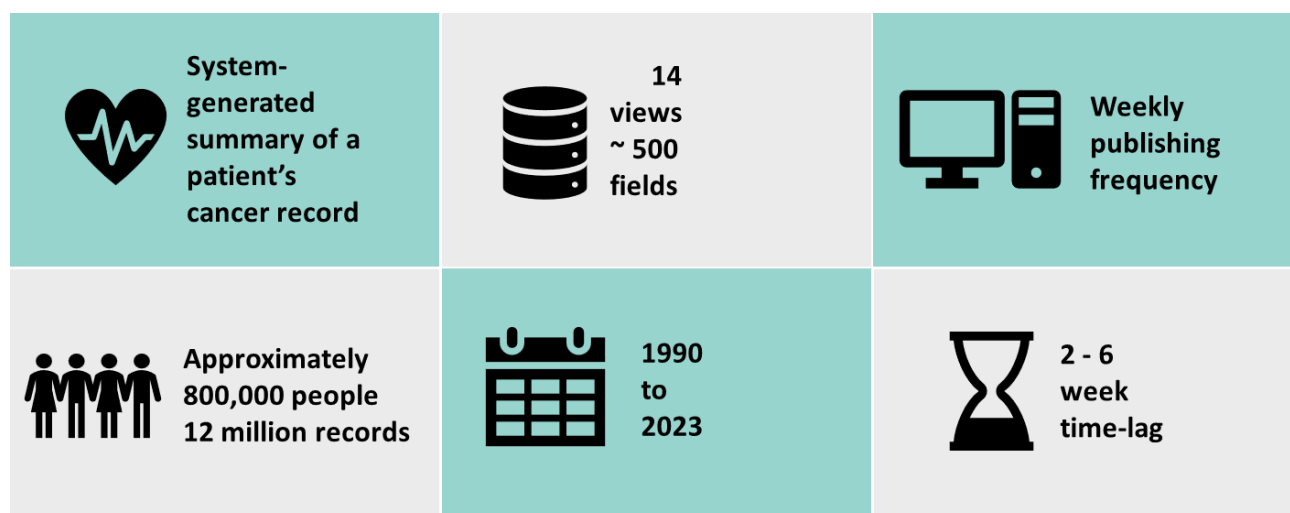 System-
generated
summary of a
patient’s
cancer record
14
views
~ 500
fields
Weekly
publishing
frequency
Approximately
800,000 people
12 million records
1990
to
2023
2 - 6
week
time-lag